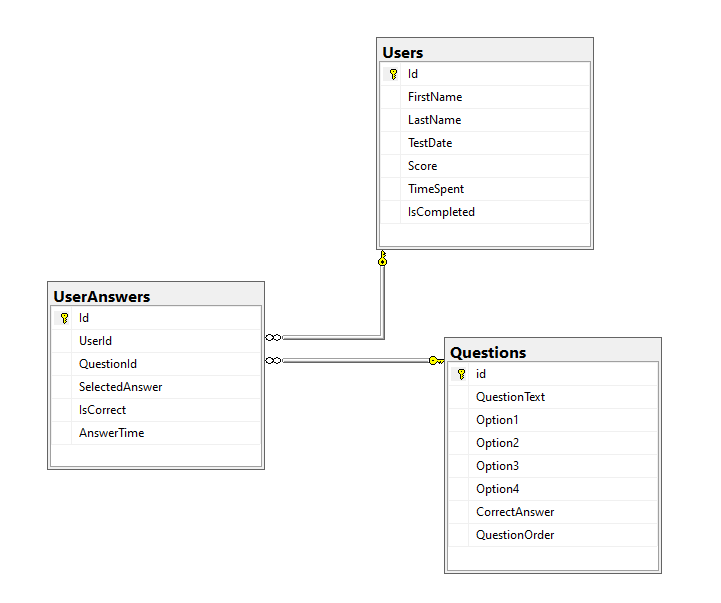 Users
Id
FirstName
LastName
TestDate
Score
TimeSpent
IsCompleted
UserAnswers
Id
UserId
QuestionId
SelectedAnswer
IsCorrect
AnswerTime
Questions
id
QuestionText
Option1
Option2
Option3
Option4
CorrectAnswer
QuestionOrder